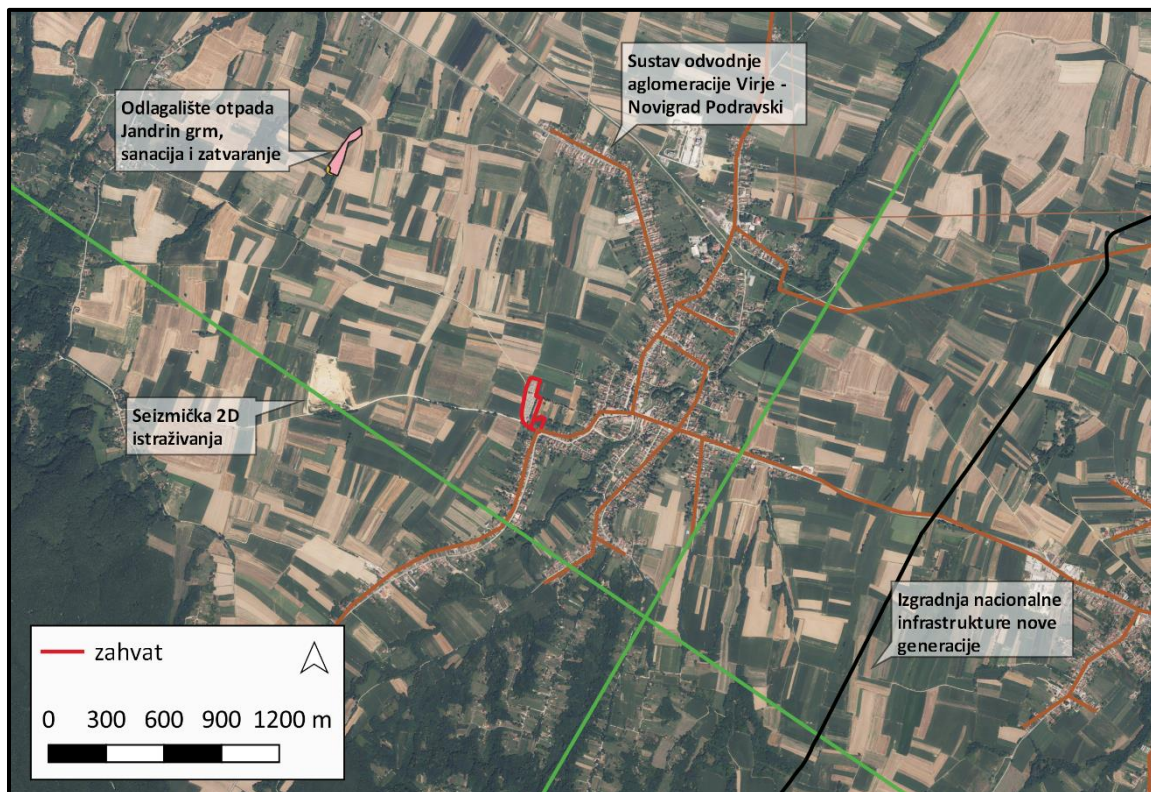 Sustav odvodnje
aglomeracije Virje -
Novigrad Podravski
Odlagalište otpada
Jandrin grm,
sanacija i zatvaranje
Seizmička 2D
istraživanja
Izgradnja nacionalne
infrastrukture nove
generacije
zahvat
0 300 600 900 1200 m